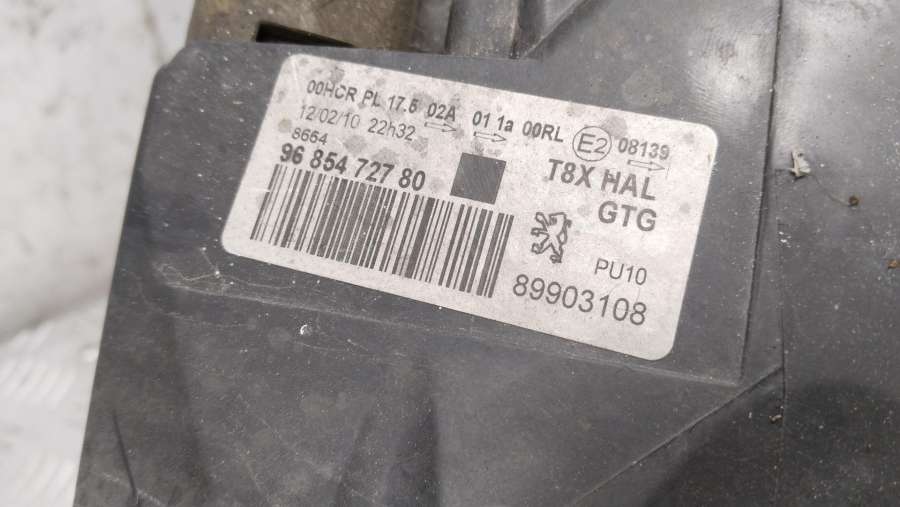 00HCR PL 17.5 02A 01 1a 00RL E2 08139
12/02/10 22h32
8664
96 854 727 80
T8X HAL
GTG
PU10
89903108